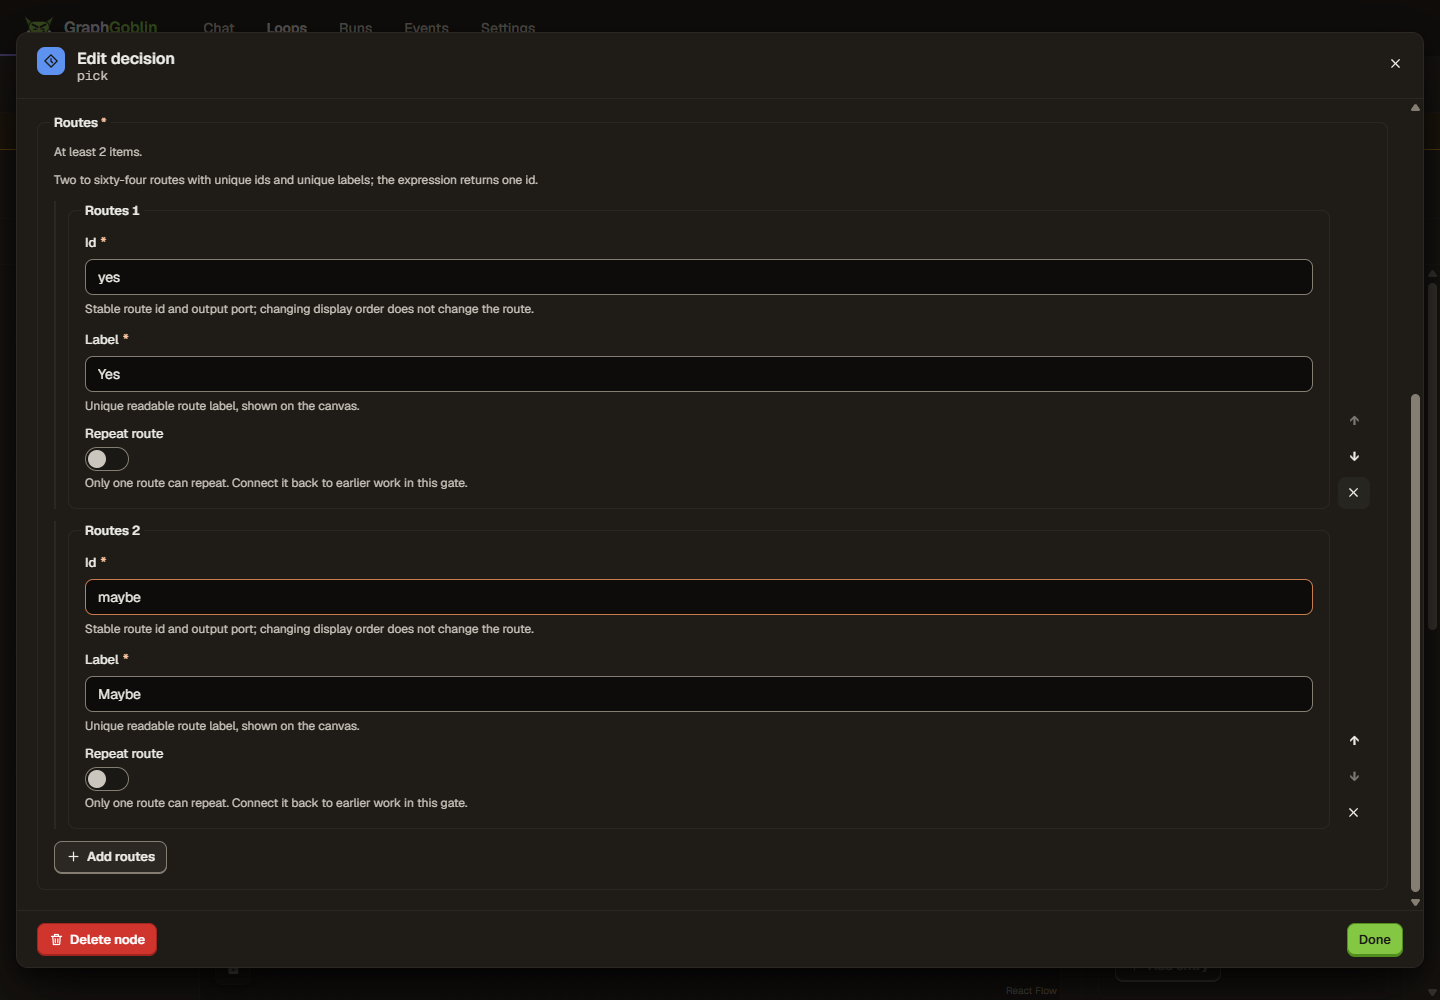 GraphGoblin
Chat
Loops
Runs
Events
Settings
Edit decision
pick
Routes *
At least 2 items.
Two to sixty-four routes with unique ids and unique labels; the expression returns one id.
Routes 1
Id *
yes
Stable route id and output port; changing display order does not change the route.
Label *
Yes
Unique readable route label, shown on the canvas.
Repeat route
Only one route can repeat. Connect it back to earlier work in this gate.
Routes 2
Id *
maybe
Stable route id and output port; changing display order does not change the route.
Label *
Maybe
Unique readable route label, shown on the canvas.
Repeat route
Only one route can repeat. Connect it back to earlier work in this gate.
+ Add routes
Delete node
Done
React Flow